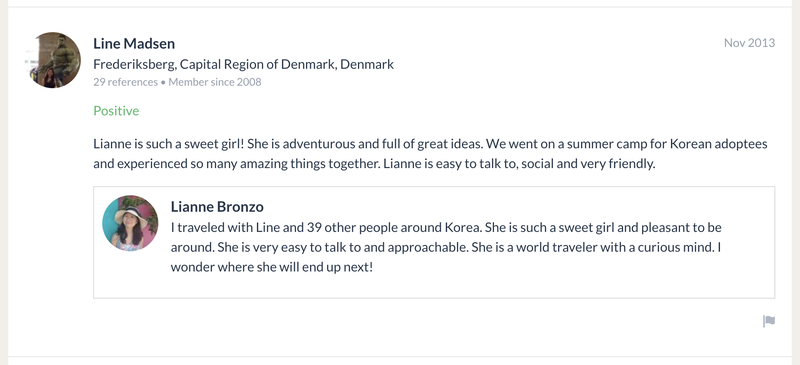 Line Madsen
Nov 2013
Frederiksberg, Capital Region of Denmark, Denmark
29 references • Member since 2008
Positive
Lianne is such a sweet girl! She is adventurous and full of great ideas. We went on a summer camp for Korean adoptees
and experienced so many amazing things together. Lianne is easy to talk to, social and very friendly.
Lianne Bronzo
I traveled with Line and 39 other people around Korea. She is such a sweet girl and pleasant to be
around. She is very easy to talk to and approachable. She is a world traveler with a curious mind. I
wonder where she will end up next!